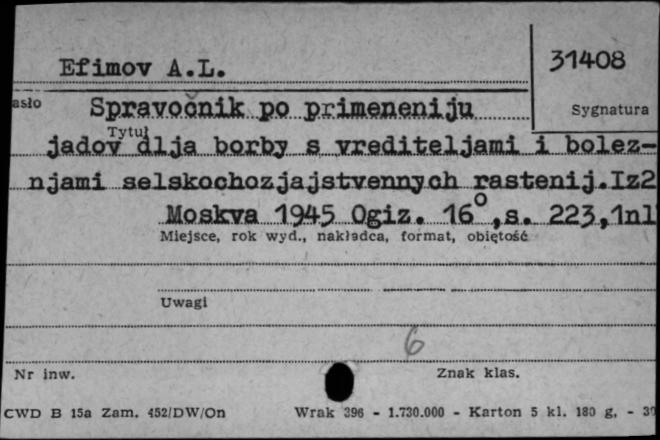 Efimov A.L.
31408
asło
Spravočnik po primeneniju
Sygnatura
Tytuł
jadov dlja borby s vrediteljami i bolez-
njami selskochozjajstvennych rastenij.Iz2
Moskva 1945 Ogiz. 16°,s. 223,1nl
Miejsce, rok wyd., nakładca, format, objętość
Uwagi
6
Nr inw.
Znak klas.
CWD B 15a Zam. 452/DW/On Wrak 396 - 1.730.000 - Karton 5 kl. 180 g. - 30